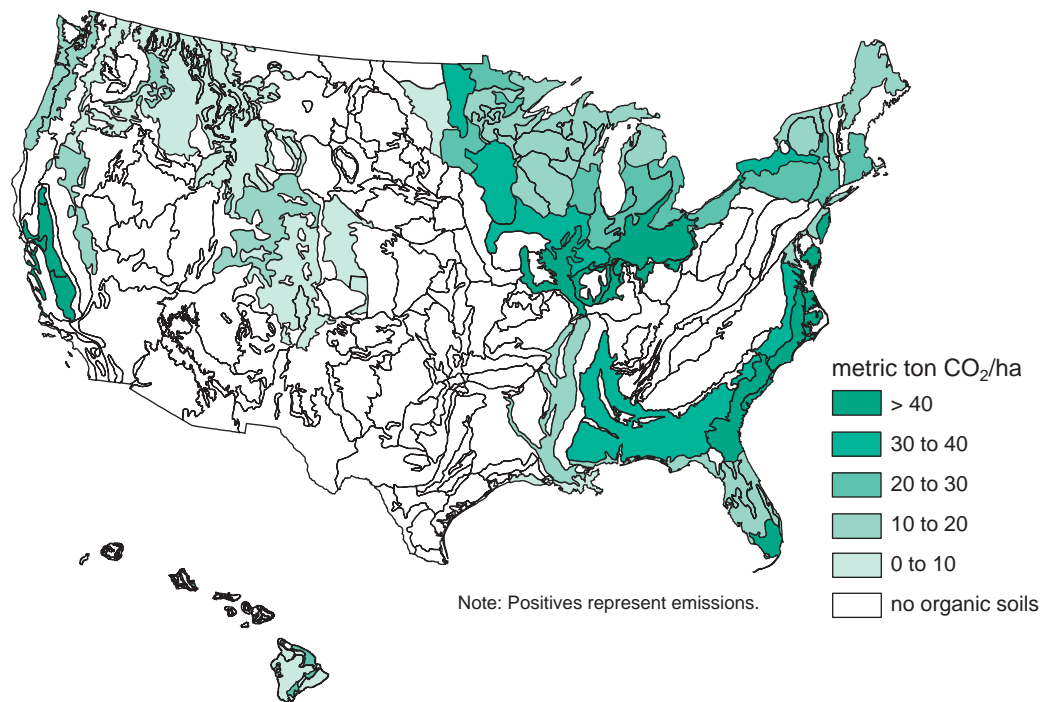 metric ton CO₂/ha
> 40
30 to 40
20 to 30
10 to 20
0 to 10
no organic soils
Note: Positives represent emissions.